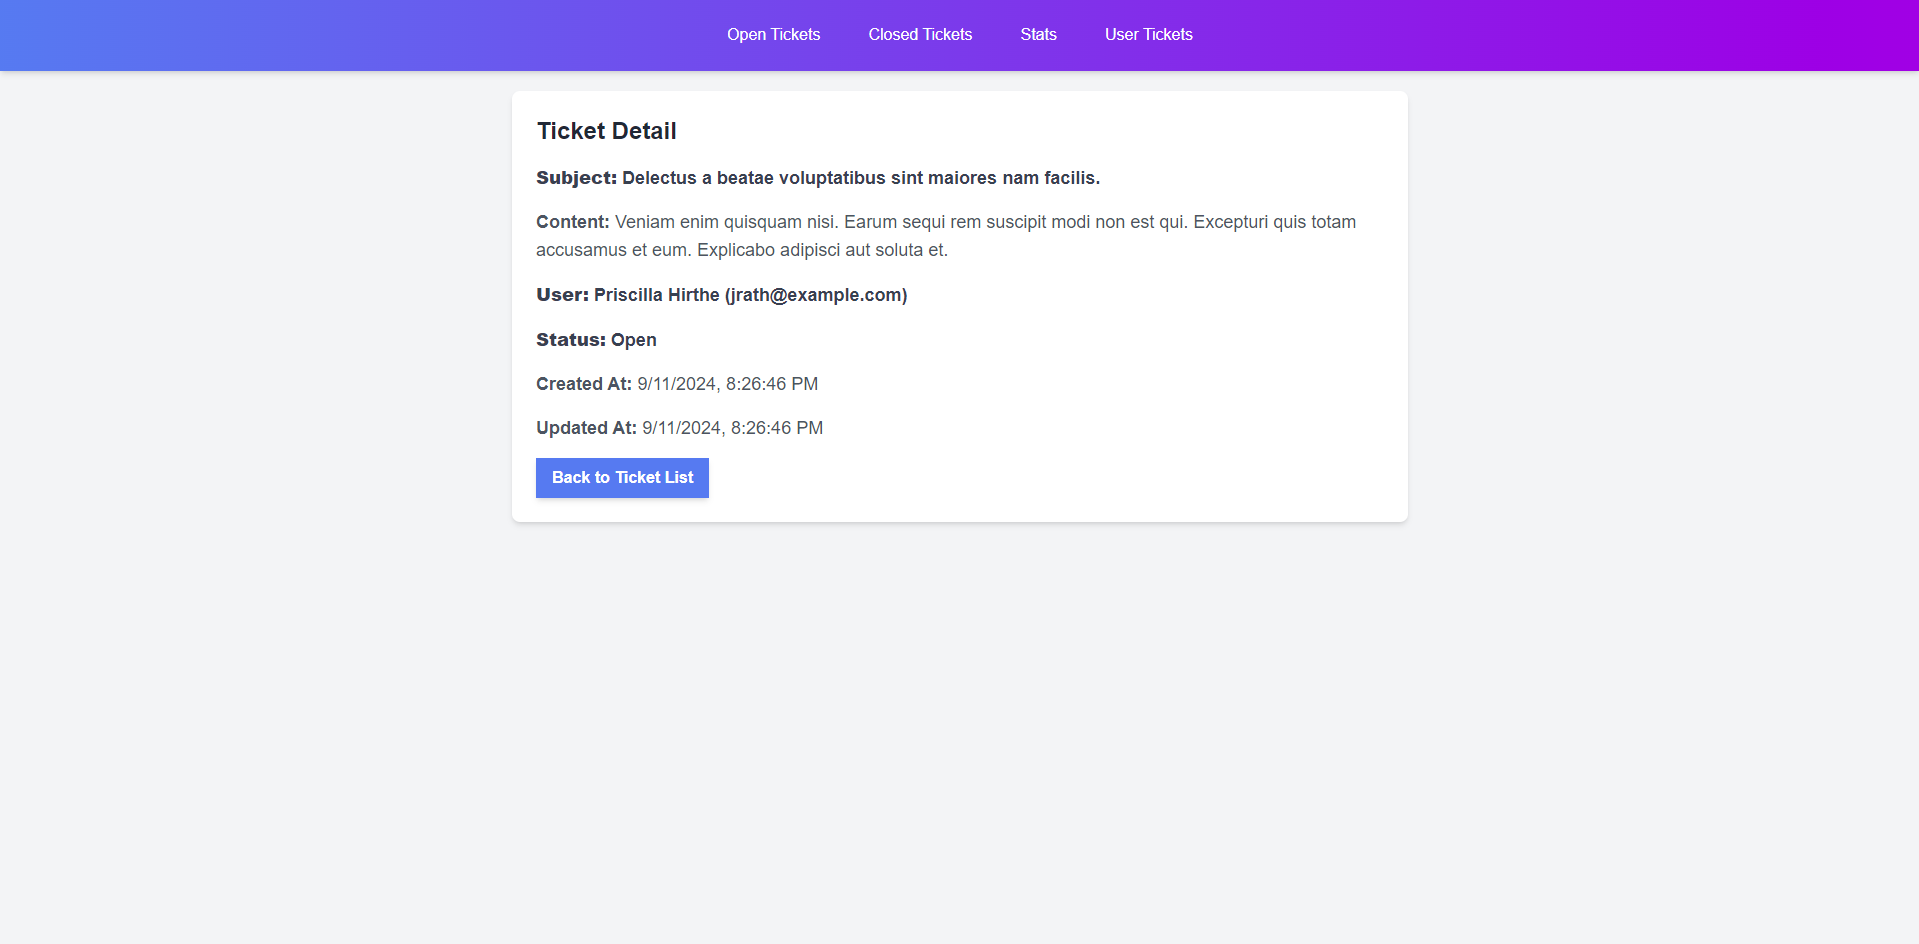 Open Tickets Closed Tickets Stats User Tickets
Ticket Detail
Subject: Delectus a beatae voluptatibus sint maiores nam facilis.
Content: Veniam enim quisquam nisi. Earum sequi rem suscipit modi non est qui. Excepturi quis totam
accusamus et eum. Explicabo adipisci aut soluta et.
User: Priscilla Hirthe (jrath@example.com)
Status: Open
Created At: 9/11/2024, 8:26:46 PM
Updated At: 9/11/2024, 8:26:46 PM
Back to Ticket List